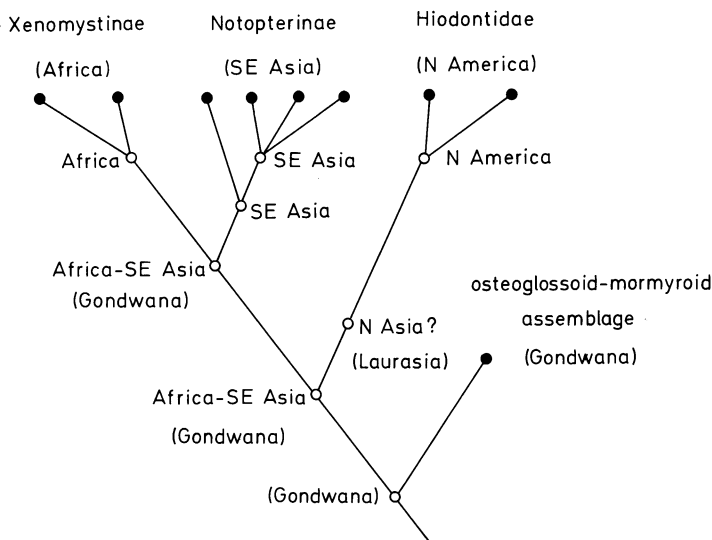 Xenomystinae
Notopterinae
Hiodontidae
(Africa)
(SE Asia)
(N America)
Africa
SE Asia
N America
SE Asia
Africa-SE Asia
(Gondwana)
osteoglossoid-mormyroid
assemblage
(Gondwana)
N Asia?
(Laurasia)
Africa-SE Asia
(Gondwana)
(Gondwana)